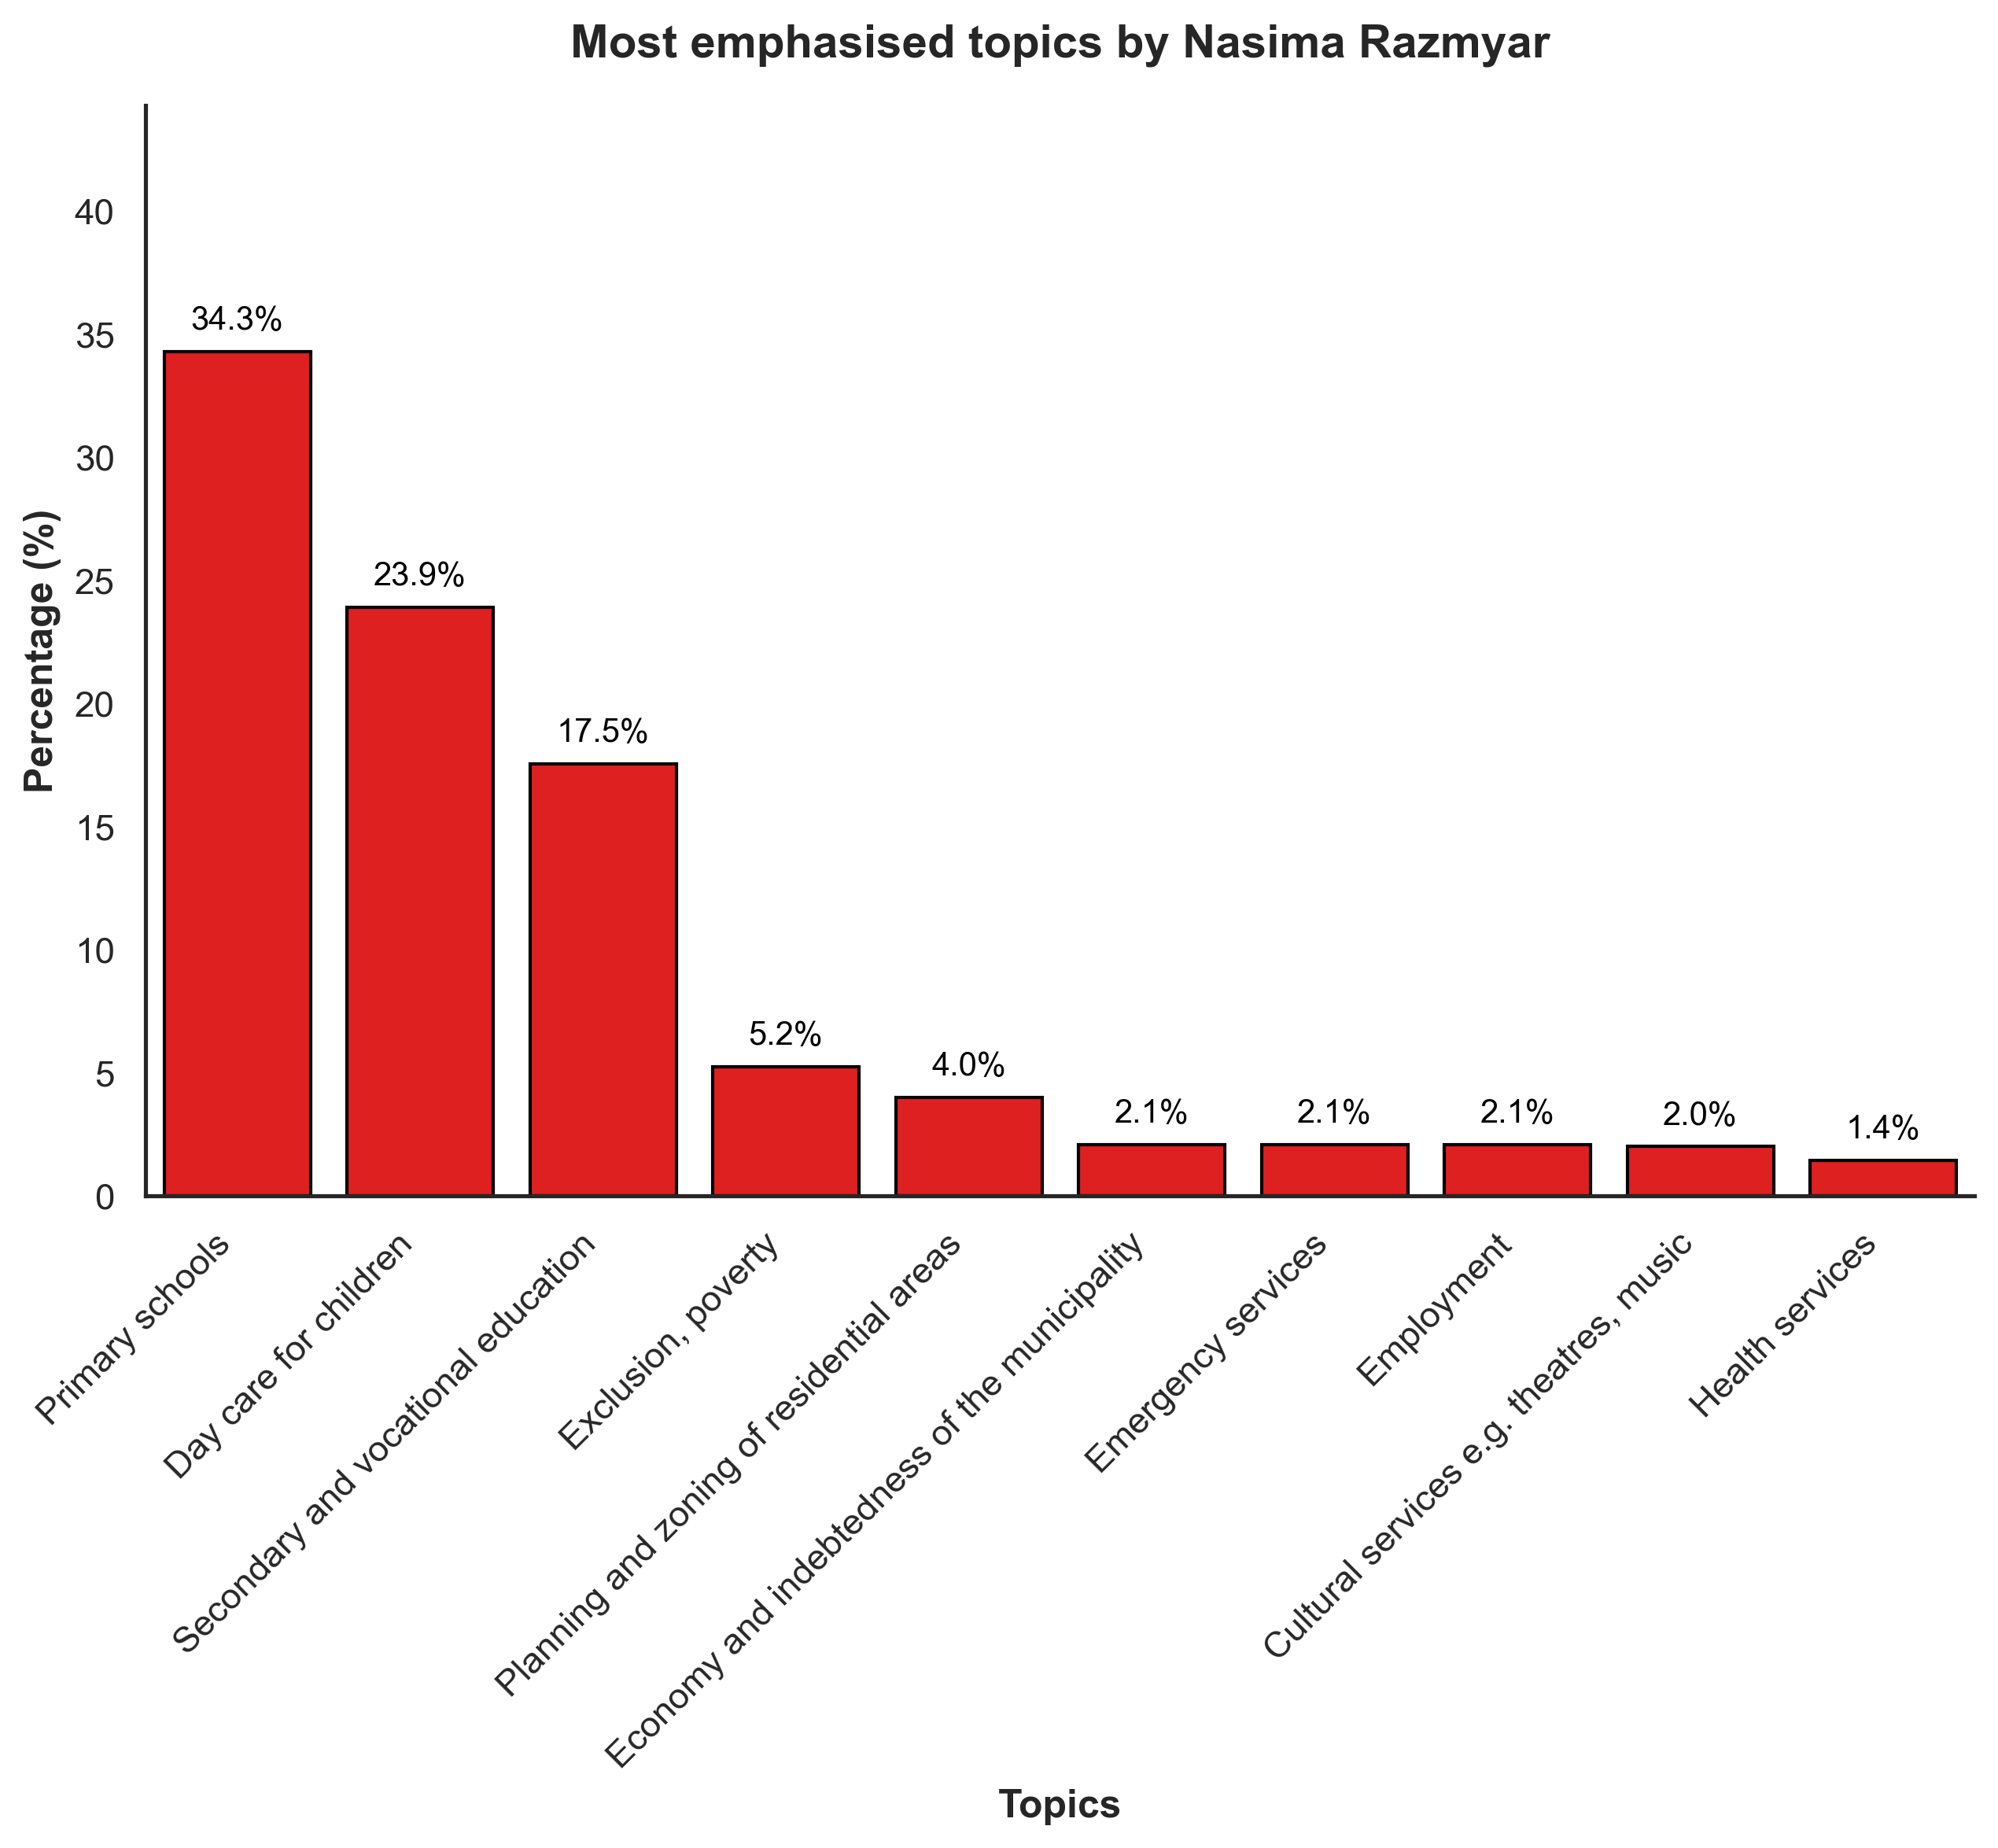 Most emphasised topics by Nasima Razmyar
Percentage (%)
40
35
30
25
20
15
10
5
0
34.3%
23.9%
17.5%
5.2%
4.0%
2.1%
2.1%
2.1%
2.0%
1.4%
Primary schools
Day care for children
Secondary and vocational education
Exclusion, poverty
Planning and zoning of residential areas
Economy and indebtedness of the municipality
Emergency services
Employment
Cultural services e.g. theatres, music
Health services
Topics